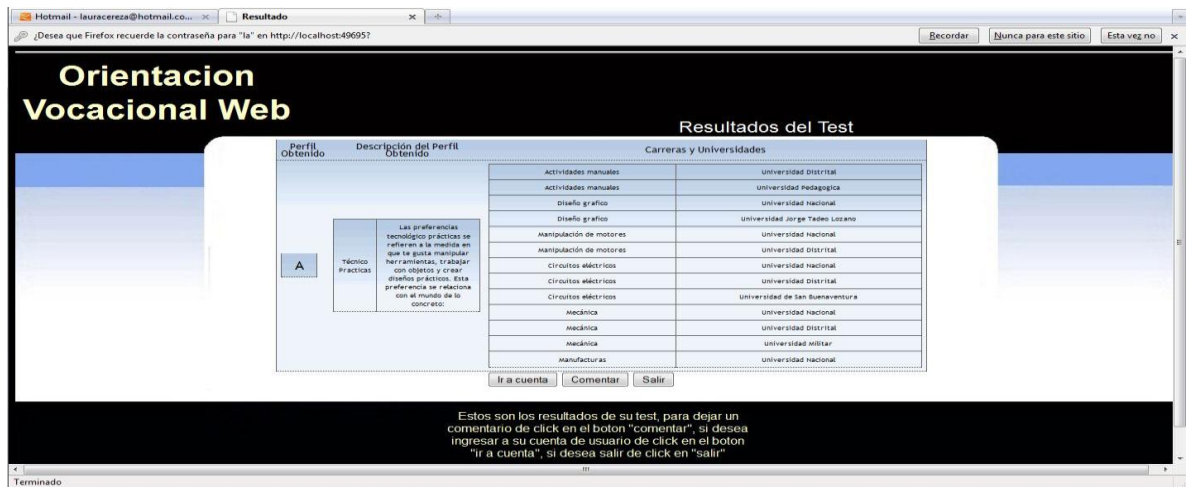 Hotmail - lauracereza@hotmail.co...
Resultado
¿Desea que Firefox recuerde la contraseña para "la" en http://localhost:49695?
Recordar
Nunca para este sitio
Esta vez no
Orientacion
Vocacional Web
Resultados del Test
Perfil
Obtenido
Descripción del Perfil
Obtenido
Carreras y Universidades
A
Técnico
Practicas
Las preferencias
tecnológico prácticas se
refieren a la medida en
que te gusta manipular
herramientas, trabajar
con objetos y crear
diseños prácticos. Esta
preferencia se relaciona
con el mundo de lo
concreto:
Actividades manuales Universidad Distrital
Actividades manuales Universidad Pedagogica
Diseño grafico Universidad Nacional
Diseño grafico Universidad Jorge Tadeo Lozano
Manipulación de motores Universidad Nacional
Manipulación de motores Universidad Distrital
Circuitos eléctricos Universidad Nacional
Circuitos eléctricos Universidad Distrital
Circuitos eléctricos Universidad de San Buenaventura
Mecánica Universidad Nacional
Mecánica Universidad Distrital
Mecánica Universidad Militar
Manufacturas Universidad Nacional
Ir a cuenta
Comentar
Salir
Estos son los resultados de su test, para dejar un
comentario de click en el boton "comentar", si desea
ingresar a su cuenta de usuario de click en el boton
"ir a cuenta", si desea salir de click en "salir"
Terminado